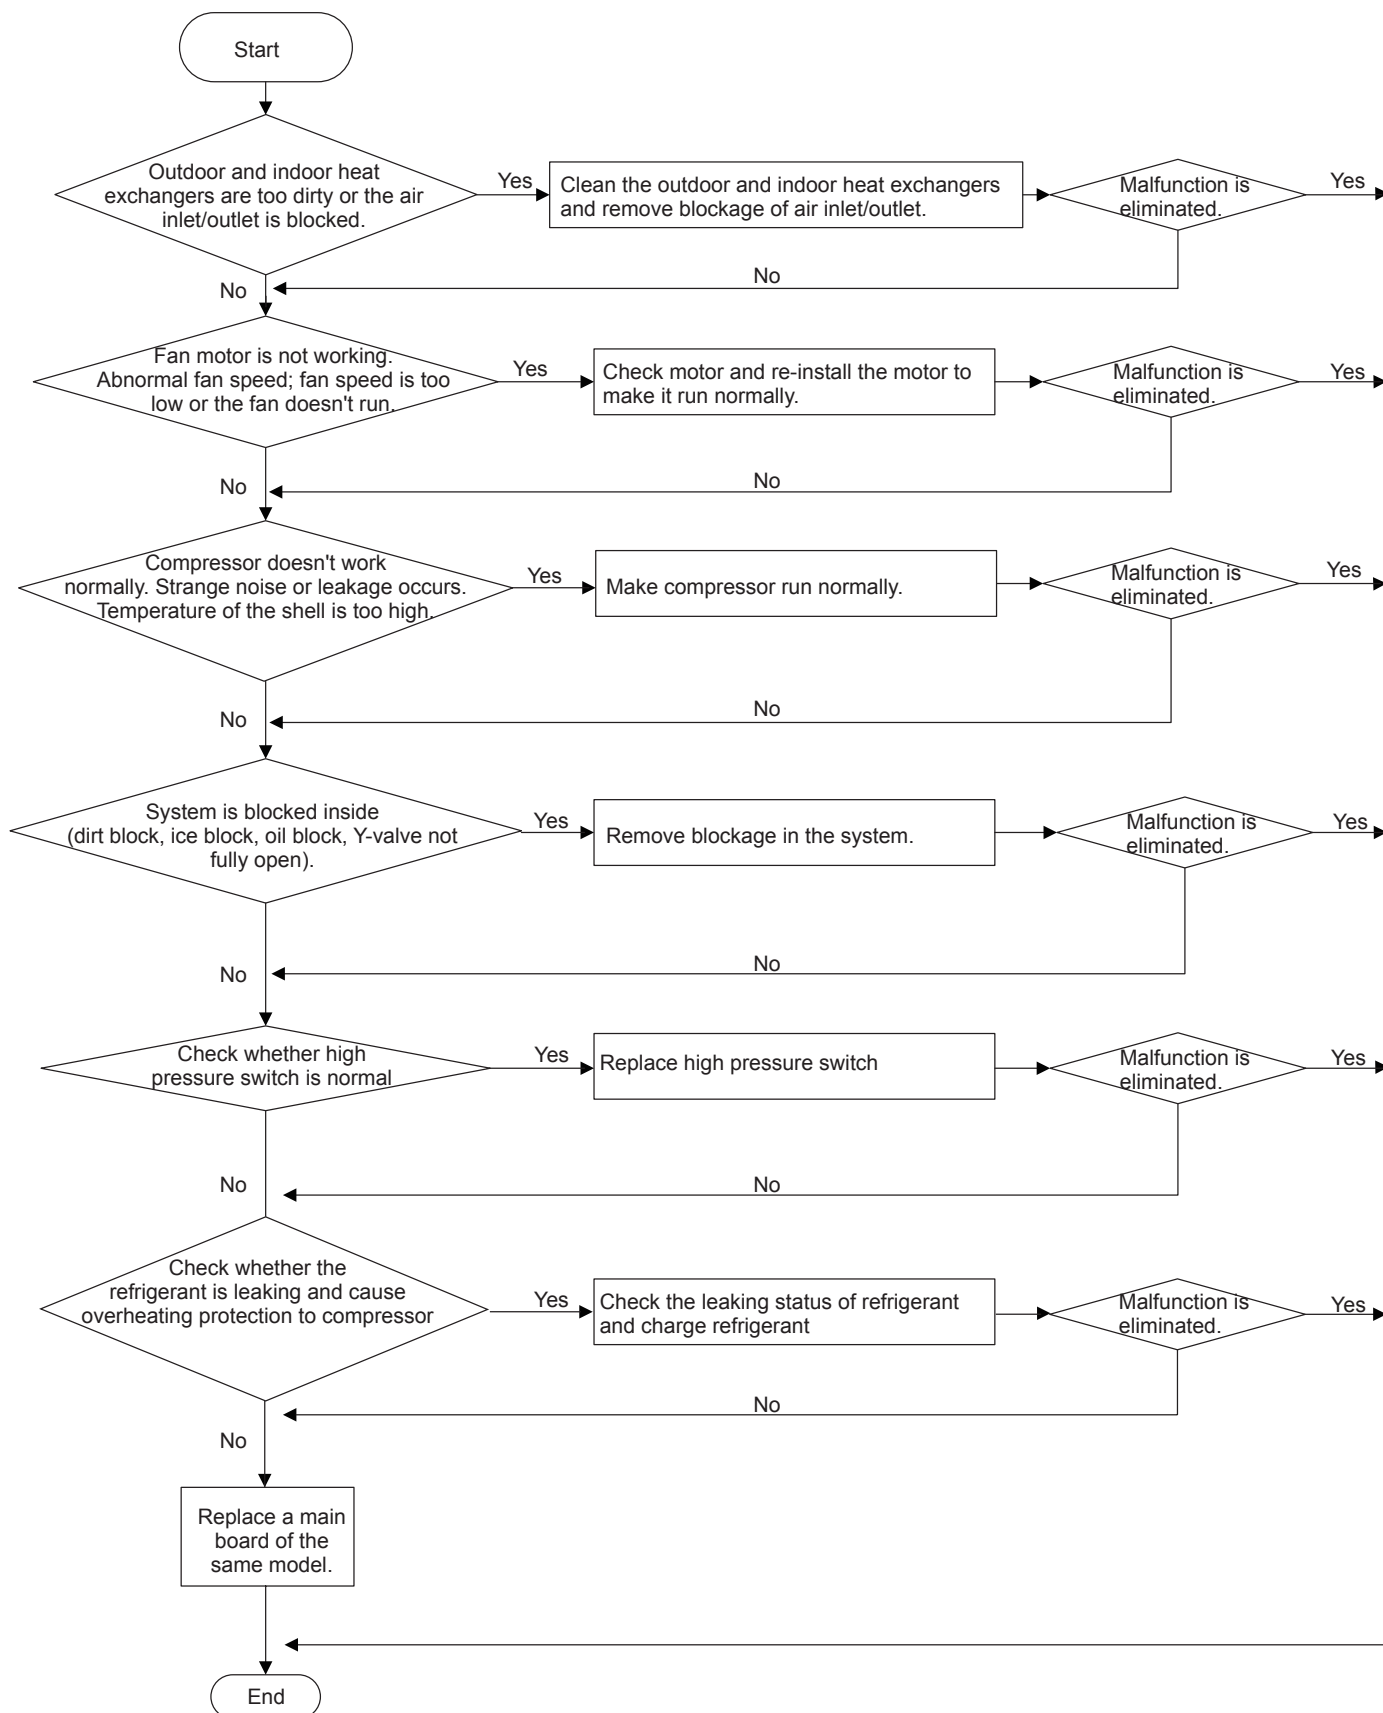 Start
Outdoor and indoor heat
exchangers are too dirty or the air
inlet/outlet is blocked.
Yes
Clean the outdoor and indoor heat exchangers
and remove blockage of air inlet/outlet.
Malfunction is
eliminated.
Yes
No
No
Fan motor is not working.
Abnormal fan speed; fan speed is too
low or the fan doesn't run.
Yes
Check motor and re-install the motor to
make it run normally.
Malfunction is
eliminated.
Yes
No
No
Compressor doesn't work
normally. Strange noise or leakage occurs.
Temperature of the shell is too high.
Yes
Make compressor run normally.
Malfunction is
eliminated.
Yes
No
No
System is blocked inside
(dirt block, ice block, oil block, Y-valve not
fully open).
Yes
Remove blockage in the system.
Malfunction is
eliminated.
Yes
No
No
Check whether high
pressure switch is normal
Yes
Replace high pressure switch
Malfunction is
eliminated.
Yes
No
No
Check whether the
refrigerant is leaking and cause
overheating protection to compressor
Yes
Check the leaking status of refrigerant
and charge refrigerant
Malfunction is
eliminated.
Yes
No
No
Replace a main
board of the
same model.
End